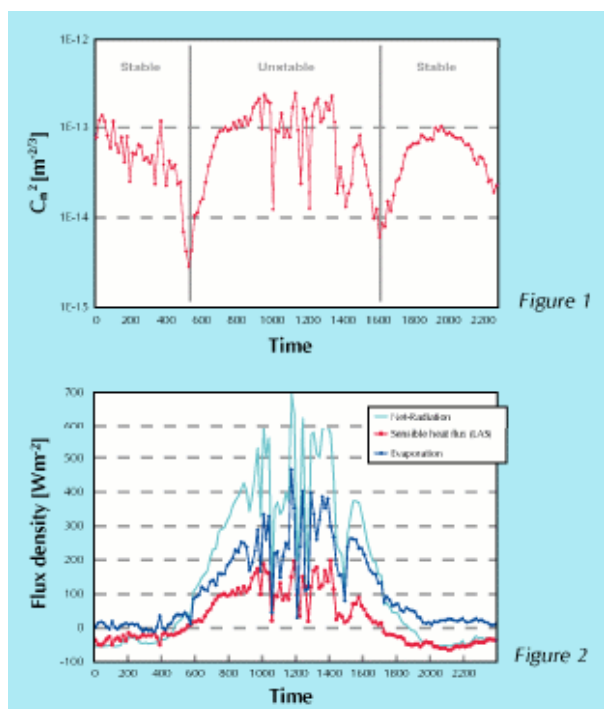 1E-12
Stable Unstable Stable
1E-13
Cn² [m-2/3]
1E-14
1E-15
0 200 400 600 800 1000 1200 1400 1600 1800 2000 2200
Time
Figure 1
700
600
500
400
300
200
100
0
-100
Flux density [Wm-2]
Net-Radiation
Sensible heat flux (LAS)
Evaporation
0 200 400 600 800 1000 1200 1400 1600 1800 2000 2200
Time
Figure 2